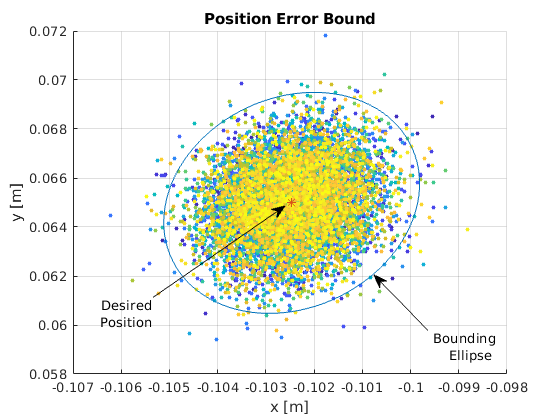 Position Error Bound
0.072
0.07
0.068
0.066
0.064
0.062
0.06
0.058
y [m]
Desired
Position
Bounding
Ellipse
-0.107 -0.106 -0.105 -0.104 -0.103 -0.102 -0.101 -0.1 -0.099 -0.098
x [m]